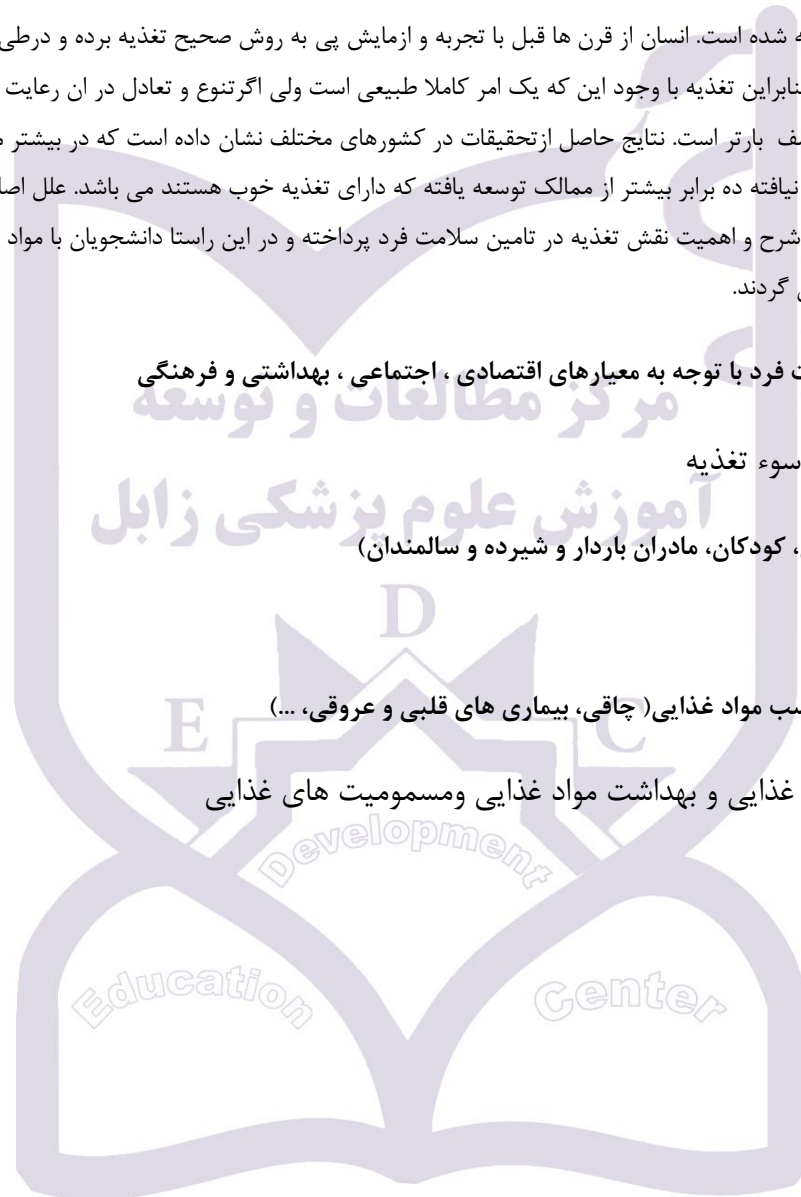 ه شده است. انسان از قرن ها قبل با تجربه و ازمایش پی به روش صحیح تغذیه برده و درطی
نابراین تغذیه با وجود این که یک امر کاملا طبیعی است ولی اگرتنوع و تعادل در ان رعایت
ف بارتر است. نتایج حاصل ازتحقیقات در کشورهای مختلف نشان داده است که در بیشتر م
نیافته ده برابر بیشتر از ممالک توسعه یافته که دارای تغذیه خوب هستند می باشد. علل اصا
شرح و اهمیت نقش تغذیه در تامین سلامت فرد پرداخته و در این راستا دانشجویان با مواد
گردند.
ت فرد با توجه به معیارهای اقتصادی ، اجتماعی ، بهداشتی و فرهنگی
مرکز مطالعات و توسعه
سوء تغذیه
آموزش علوم پزشکی زابل
، کودکان، مادران باردار و شیرده و سالمندان)
D
E C
سب مواد غذایی( چاقی، بیماری های قلبی و عروقی، ...)
غذایی و بهداشت مواد غذایی ومسمومیت های غذایی
Development
Education Center